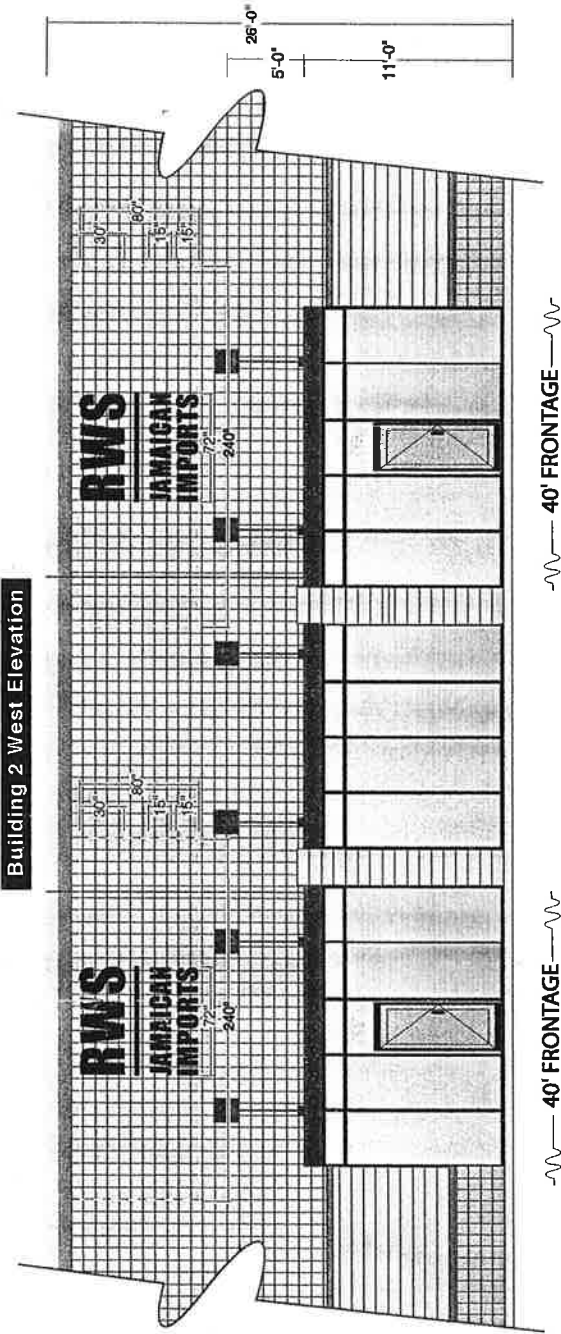 Building 2 West Elevation
RWS
JAMAICAN
IMPORTS
72"
240"
30"
80"
15"
15"
RWS
JAMAICAN
IMPORTS
72"
240"
30"
80"
15"
15"
26'-0"
5'-0"
11'-0"
40' FRONTAGE
40' FRONTAGE